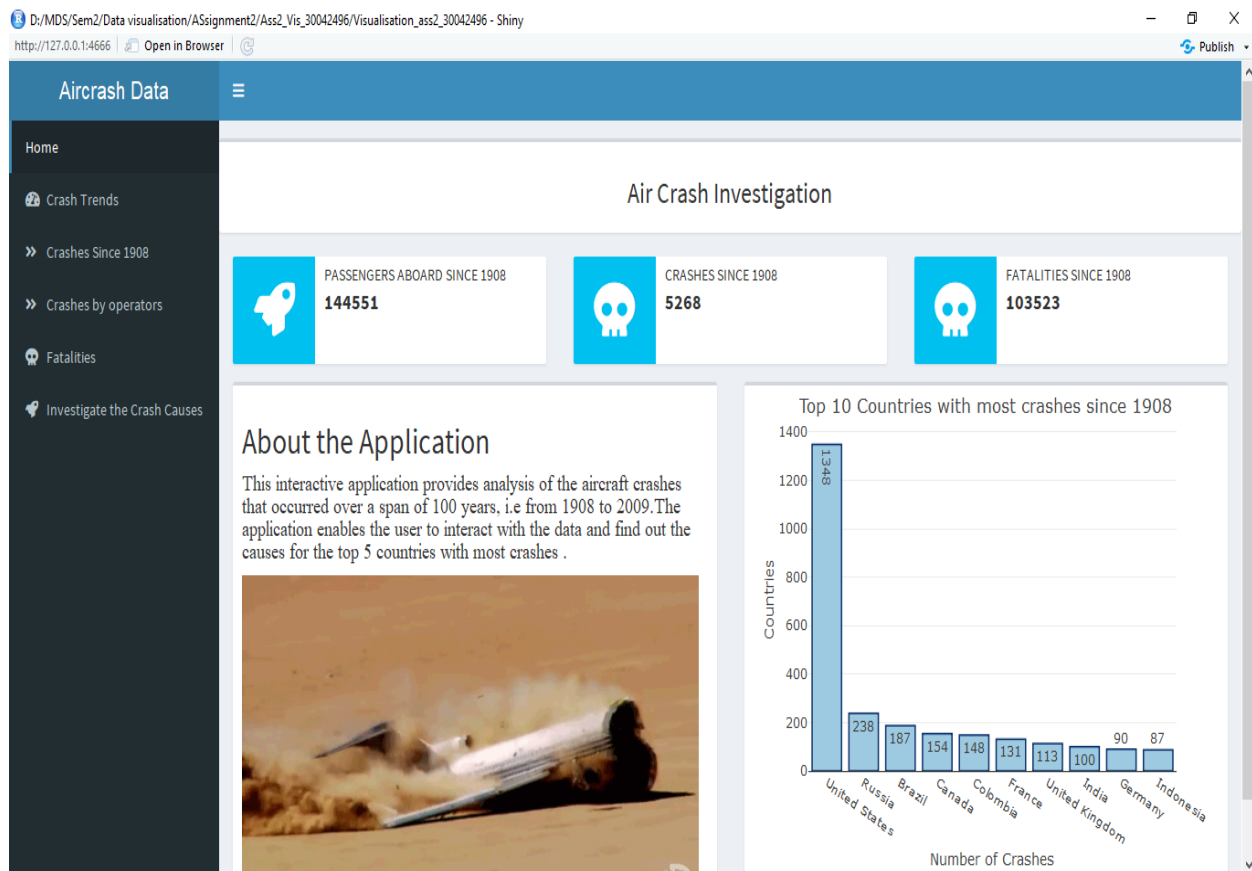 D:/MDS/Sem2/Data visualisation/ASsignment2/Ass2_Vis_30042496/Visualisation_ass2_30042496 - Shiny
http://127.0.0.1:4666 Open in Browser Publish
Aircrash Data
Home
Crash Trends
Crashes Since 1908
Crashes by operators
Fatalities
Investigate the Crash Causes
Air Crash Investigation
PASSENGERS ABOARD SINCE 1908
144551
CRASHES SINCE 1908
5268
FATALITIES SINCE 1908
103523
About the Application
This interactive application provides analysis of the aircraft crashes
that occurred over a span of 100 years, i.e from 1908 to 2009.The
application enables the user to interact with the data and find out the
causes for the top 5 countries with most crashes .
Top 10 Countries with most crashes since 1908
Countries
1400
1200
1000
800
600
400
200
0
1348
238
187
154
148
131
113
100
90
87
United States
Russia
Brazil
Canada
Colombia
France
United Kingdom
India
Germany
Indonesia
Number of Crashes